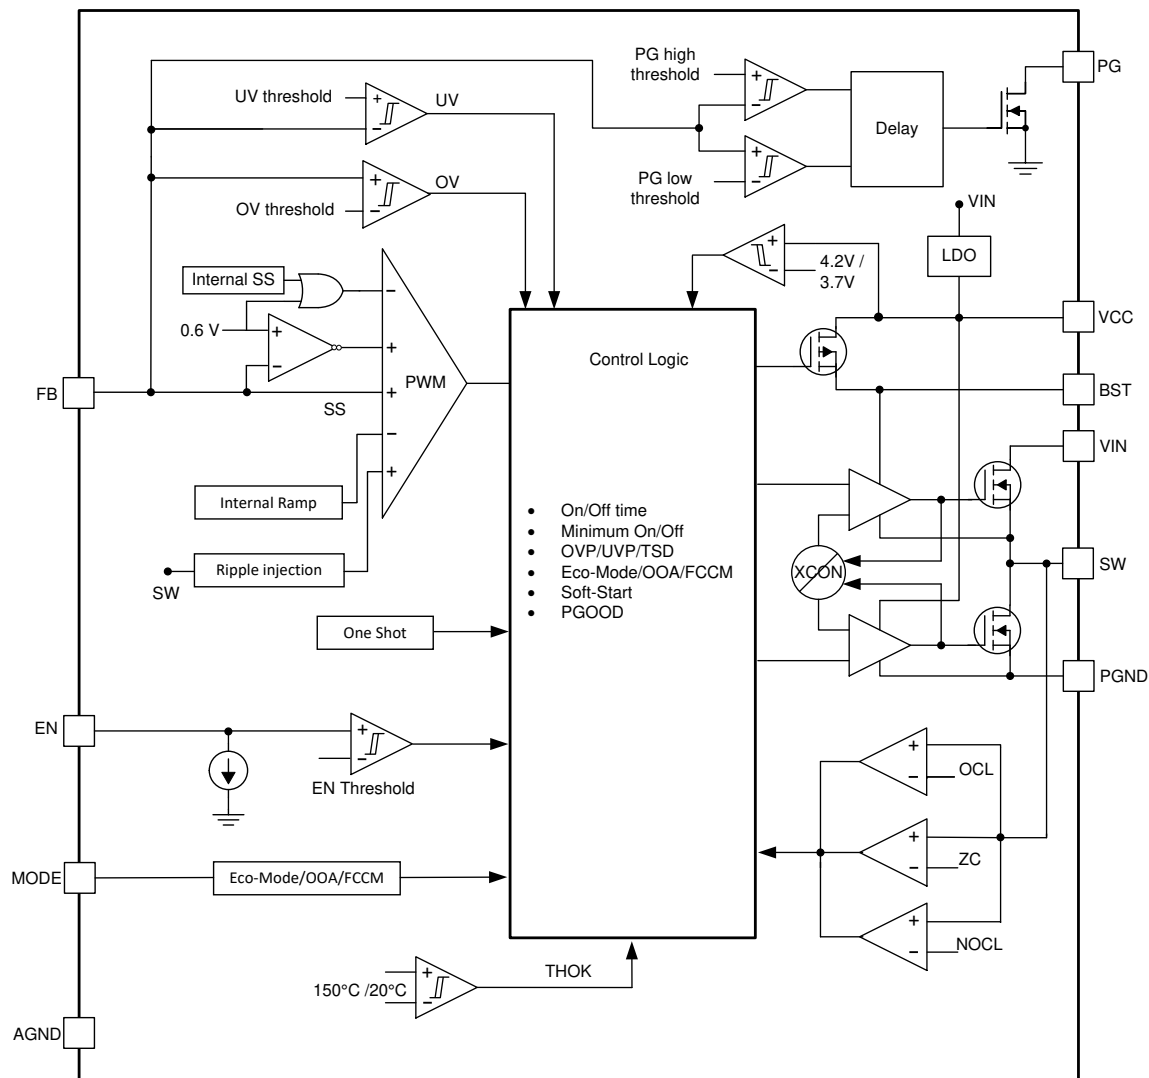 PG high
threshold
PG
UV threshold
+
UV
+
−
−
Delay
+
−
+
OV
PG low
threshold
−
OV threshold
−
VIN
LDO
+
−
4.2V /
3.7V
Internal SS
−
0.6 V
+
−
+
VCC
Control Logic
PWM
FB
+
SS
BST
−
VIN
+
Internal Ramp
• On/Off time
• Minimum On/Off
• OVP/UVP/TSD
• Eco-Mode/OOA/FCCM
• Soft-Start
• PGOOD
XCON
SW
Ripple injection
SW
One Shot
PGND
EN
+
−
EN Threshold
+
−
OCL
+
−
ZC
MODE
Eco-Mode/OOA/FCCM
+
−
NOCL
150°C /20°C
+
−
THOK
AGND